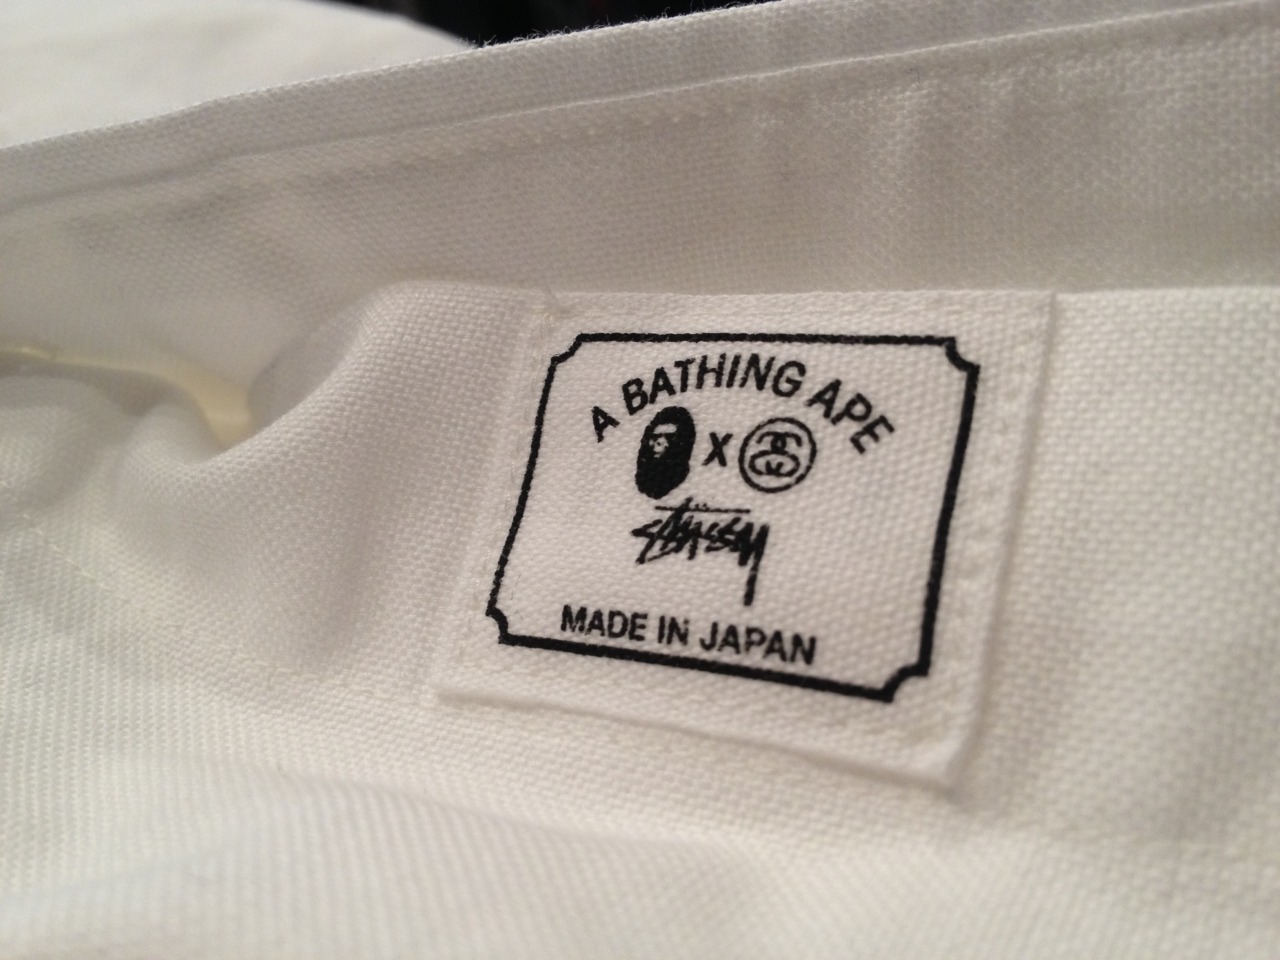 A BATHING APE
X
STÜSSY
MADE IN JAPAN